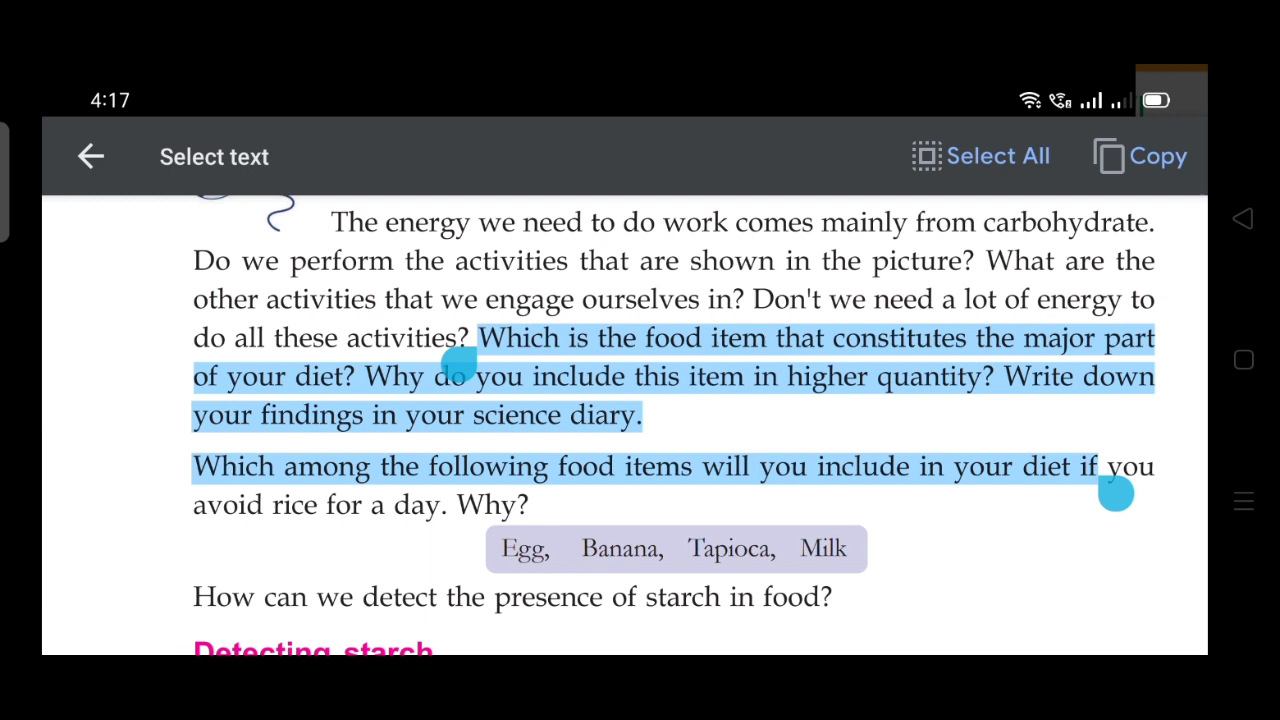 4:17
Select text
Select All
Copy
The energy we need to do work comes mainly from carbohydrate.
Do we perform the activities that are shown in the picture? What are the
other activities that we engage ourselves in? Don't we need a lot of energy to
do all these activities? Which is the food item that constitutes the major part
of your diet? Why do you include this item in higher quantity? Write down
your findings in your science diary.
Which among the following food items will you include in your diet if you
avoid rice for a day. Why?
Egg, Banana, Tapioca, Milk
How can we detect the presence of starch in food?
Detecting starch